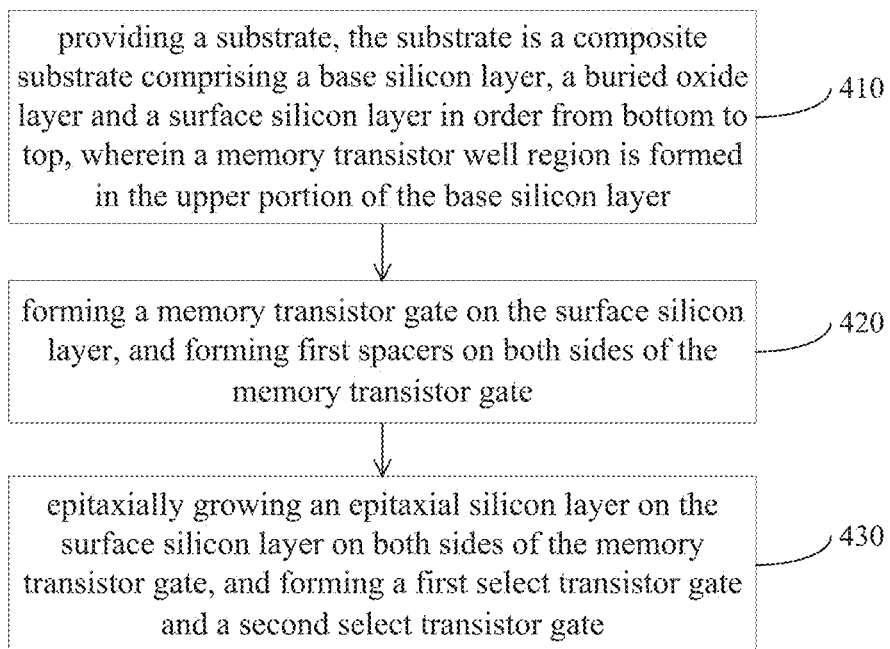 providing a substrate, the substrate is a composite
substrate comprising a base silicon layer, a buried oxide
layer and a surface silicon layer in order from bottom to
top, wherein a memory transistor well region is formed
in the upper portion of the base silicon layer
410
forming a memory transistor gate on the surface silicon
layer, and forming first spacers on both sides of the
memory transistor gate
420
epitaxially growing an epitaxial silicon layer on the
surface silicon layer on both sides of the memory
transistor gate, and forming a first select transistor gate
and a second select transistor gate
430